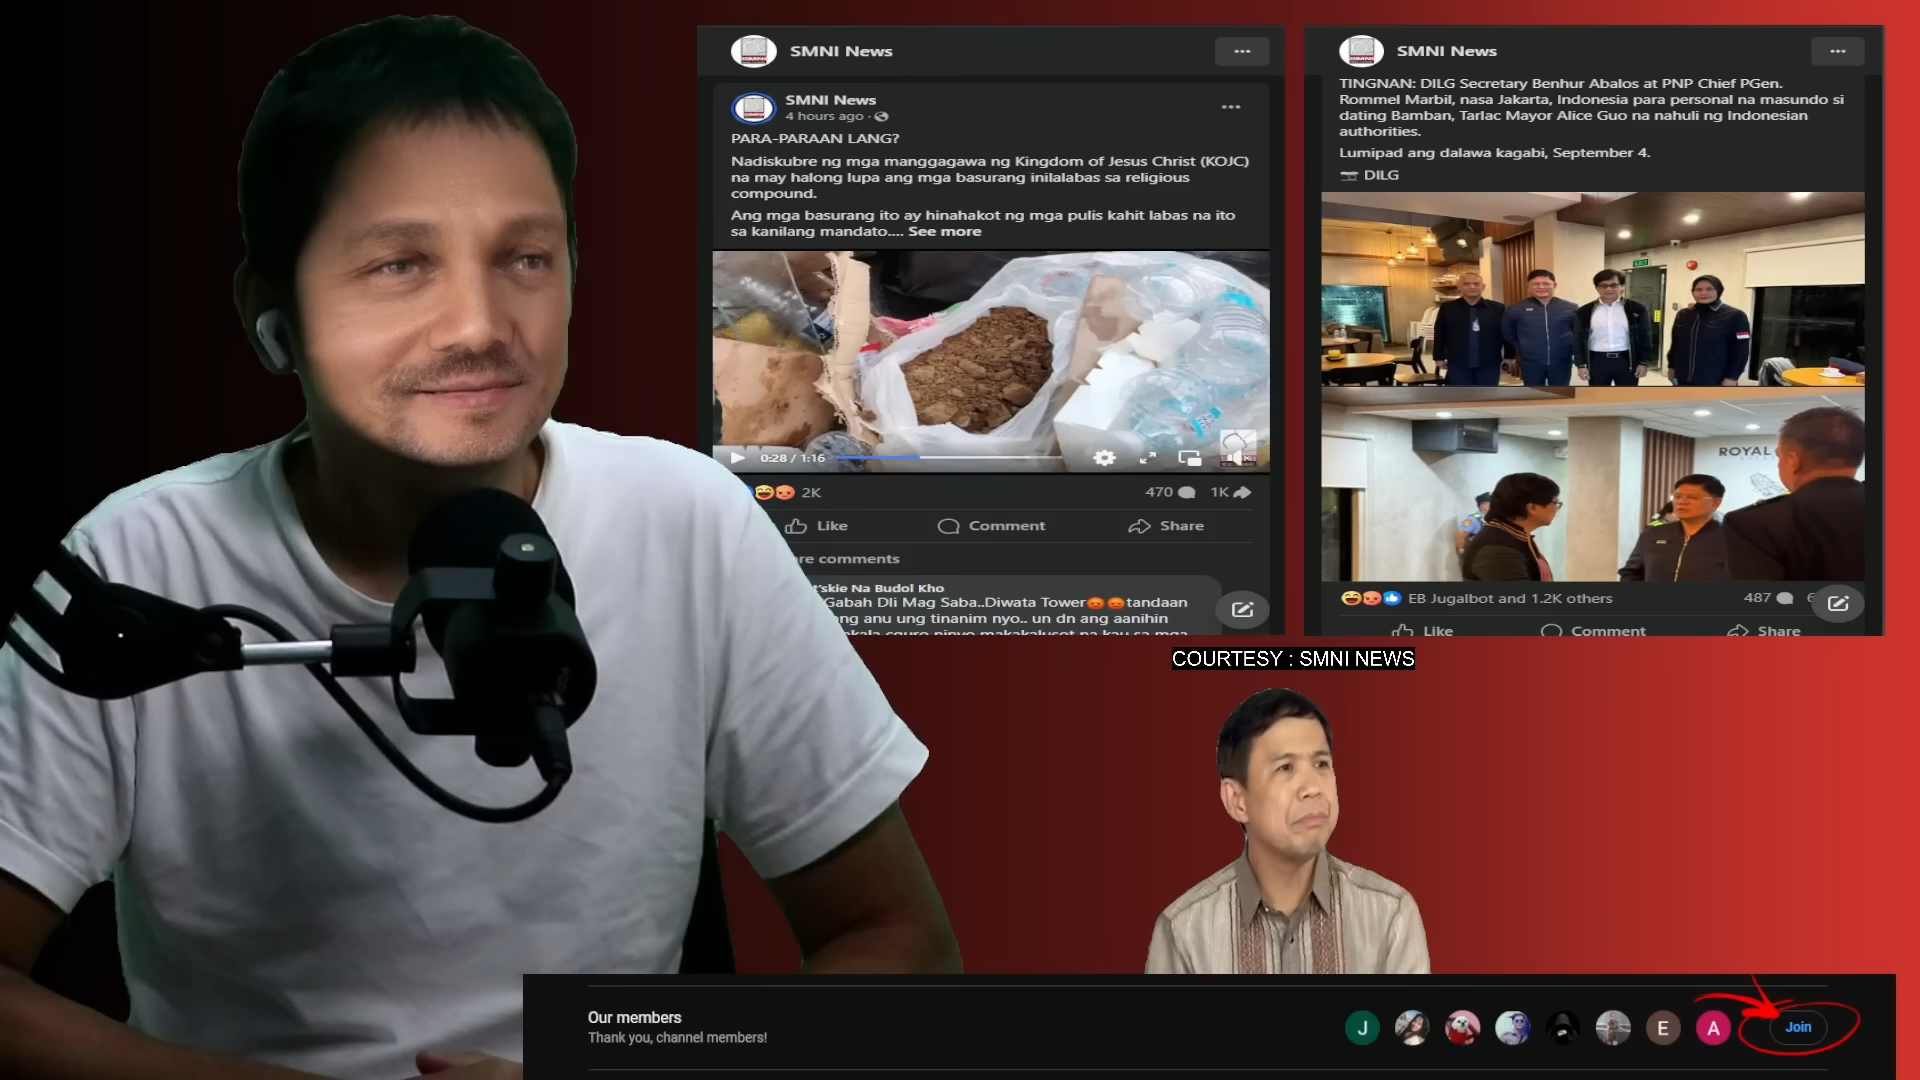 SMNI News
SMNI News
4 hours ago
PARA-PARAAN LANG?
Nadiskubre ng mga manggagawa ng Kingdom of Jesus Christ (KOJC)
na may halong lupa ang mga basurang inilalabas sa religious
compound.
Ang mga basurang ito ay hinahakot ng mga pulis kahit labas na ito
sa kanilang mandato.... See more
0:28 / 1:16
2K
470
1K
Like
Comment
Share
comments
Na Budol Kho
Gabah DIi Mag Saba..Diwata Tower tandaan
anu ung tinanim nyo.. un dn ang aanihin
SMNI News
TINGNAN: DILG Secretary Benhur Abalos at PNP Chief PGen.
Rommel Marbil, nasa Jakarta, Indonesia para personal na masundo si
dating Bamban, Tarlac Mayor Alice Guo na nahuli ng Indonesian
authorities.
Lumipad ang dalawa kagabi, September 4.
DILG
EXIT
ROYAL
EB Jugalbot and 1.2K others
487
Like
Comment
Share
COURTESY : SMNI NEWS
Our members
Thank you, channel members!
J
E
A
Join